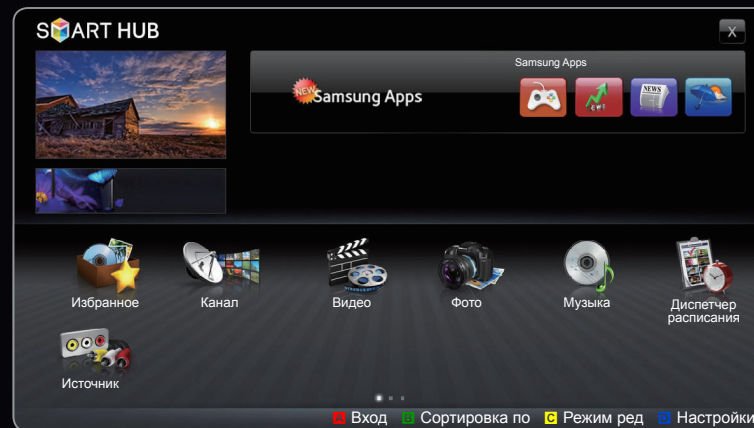 SMART HUB
X
Samsung Apps
NEW
Samsung Apps
NEWS
Избранное
Канал
Видео
Фото
Музыка
Диспетчер
расписания
Источник
A Вход B Сортировка по C Режим ред D Настройки